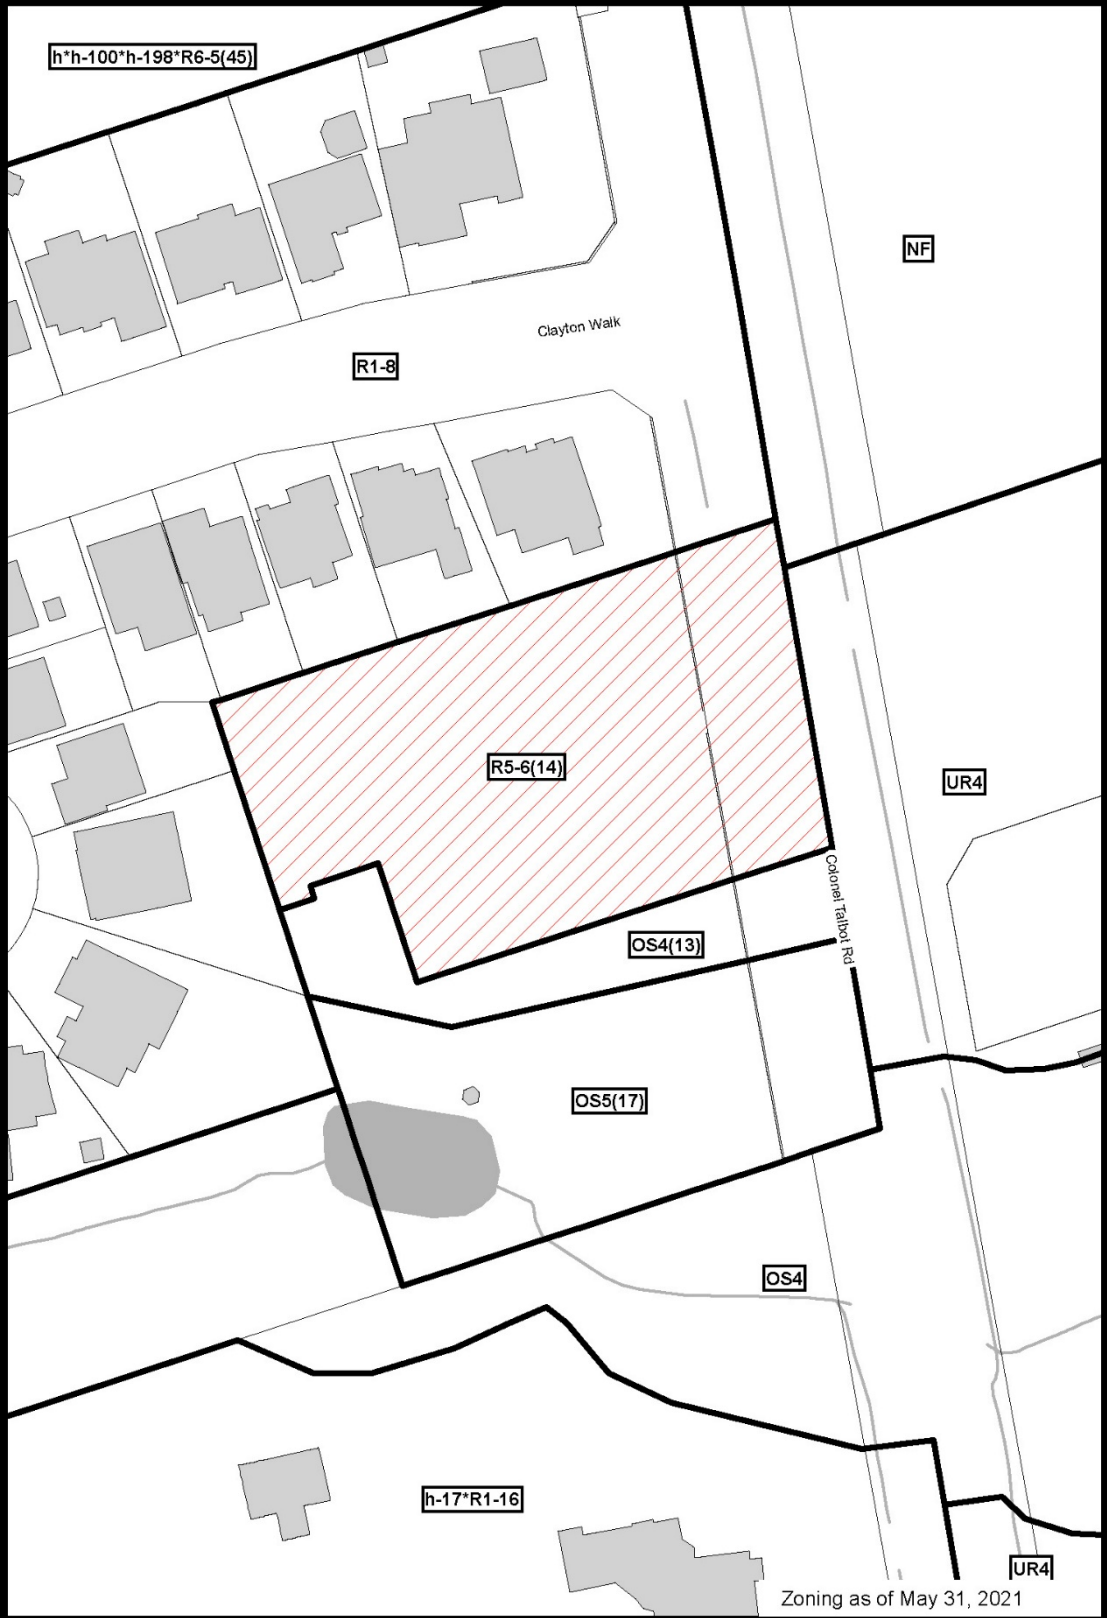 h*h-100*h-198*R6-5(45)
NF
Clayton Walk
R1-8
R5-6(14)
UR4
Colonel Talbot Rd
OS4(13)
OS5(17)
OS4
h-17*R1-16
UR4
Zoning as of May 31, 2021